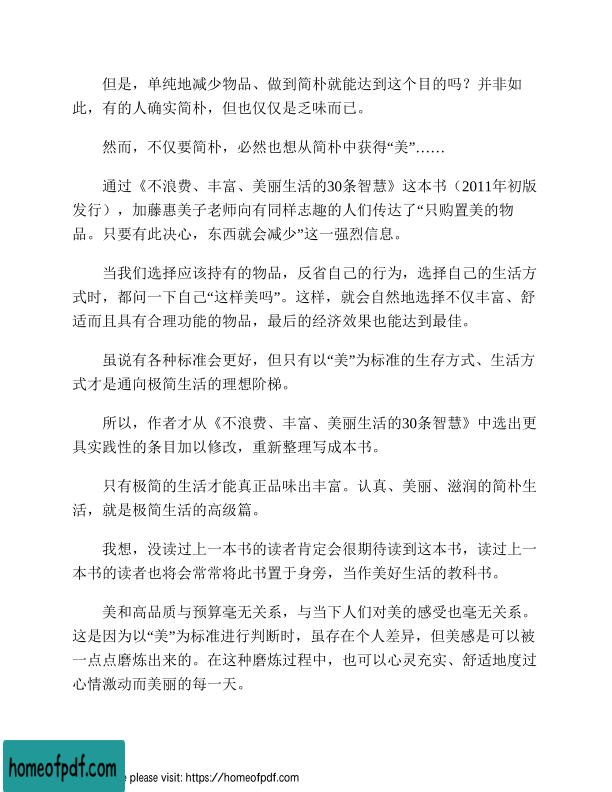 但是，单纯地减少物品、做到简朴就能达到这个目的吗？并非如
此，有的人确实简朴，但也仅仅是乏味而已。
然而，不仅要简朴，必然也想从简朴中获得“美”……
通过《不浪费、丰富、美丽生活的30条智慧》这本书（2011年初版
发行），加藤惠美子老师向有同样志趣的人们传达了“只购置美的物
品。只要有此决心，东西就会减少”这一强烈信息。
当我们选择应该持有的物品，反省自己的行为，选择自己的生活方
式时，都问一下自己“这样美吗”。这样，就会自然地选择不仅丰富、舒
适而且具有合理功能的物品，最后的经济效果也能达到最佳。
虽说有各种标准会更好，但只有以“美”为标准的生存方式、生活方
式才是通向极简生活的理想阶梯。
所以，作者才从《不浪费、丰富、美丽生活的30条智慧》中选出更
具实践性的条目加以修改，重新整理写成本书。
只有极简的生活才能真正品味出丰富。认真、美丽、滋润的简朴生
活，就是极简生活的高级篇。
我想，没读过上一本书的读者肯定会很期待读到这本书，读过上一
本书的读者也将会常常将此书置于身旁，当作美好生活的教科书。
美和高品质与预算毫无关系，与当下人们对美的感受也毫无关系。
这是因为以“美”为标准进行判断时，虽存在个人差异，但美感是可以被
一点点磨炼出来的。在这种磨炼过程中，也可以心灵充实、舒适地度过
心情激动而美丽的每一天。
homeofpdf.com
please visit: https://homeofpdf.com